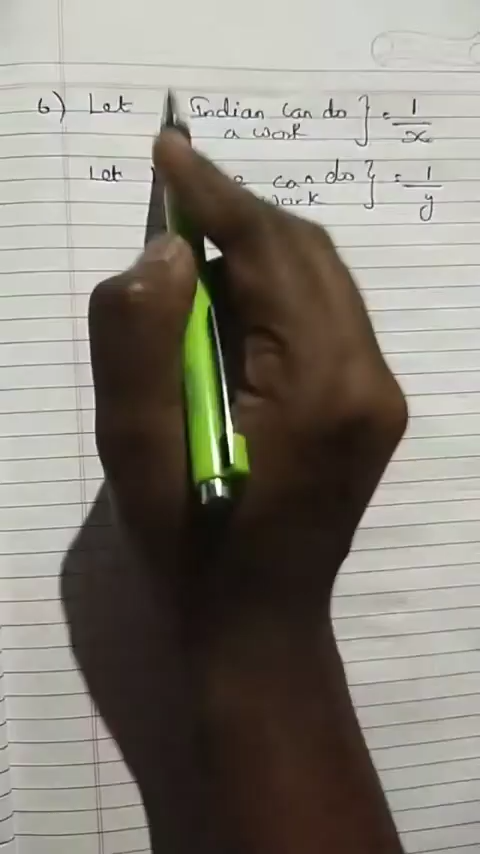 6) Let Indian can do } = 1/x
a work
Let can do } = 1/y
work